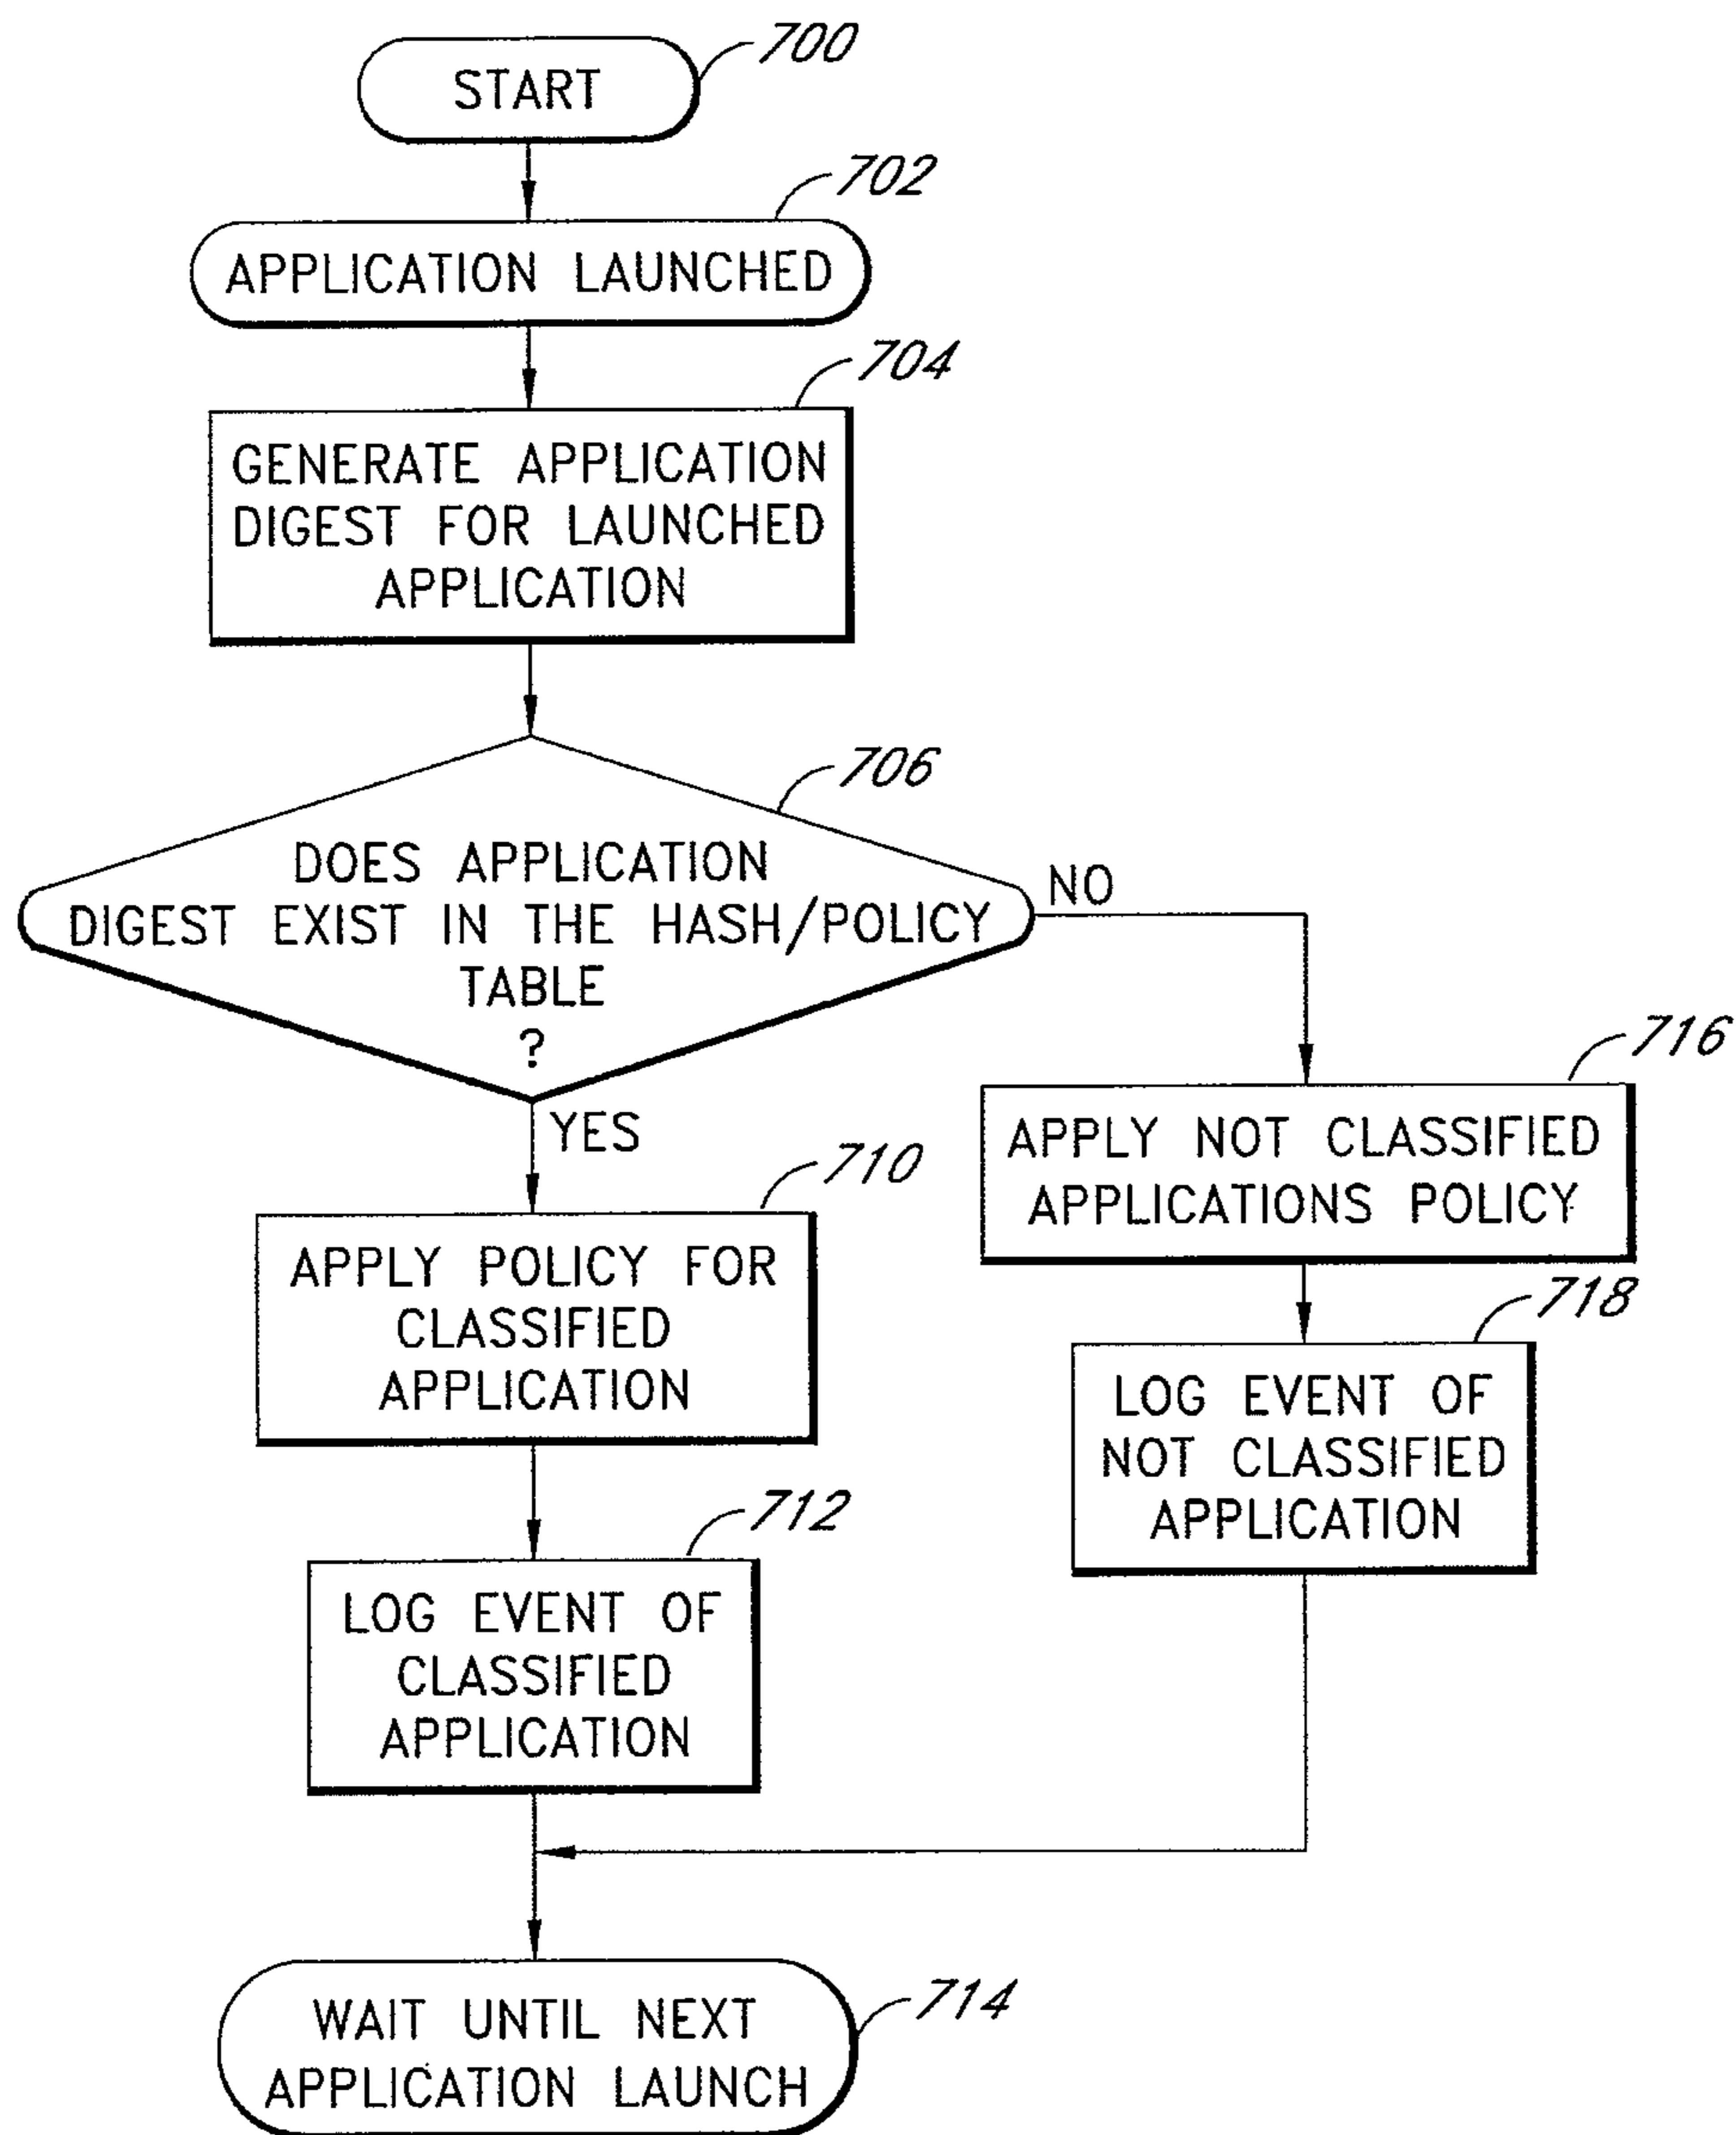 700
START
702
APPLICATION LAUNCHED
704
GENERATE APPLICATION
DIGEST FOR LAUNCHED
APPLICATION
706
DOES APPLICATION
DIGEST EXIST IN THE HASH/POLICY
TABLE
?
NO
YES
716
APPLY NOT CLASSIFIED
APPLICATIONS POLICY
710
APPLY POLICY FOR
CLASSIFIED
APPLICATION
718
LOG EVENT OF
NOT CLASSIFIED
APPLICATION
712
LOG EVENT OF
CLASSIFIED
APPLICATION
714
WAIT UNTIL NEXT
APPLICATION LAUNCH